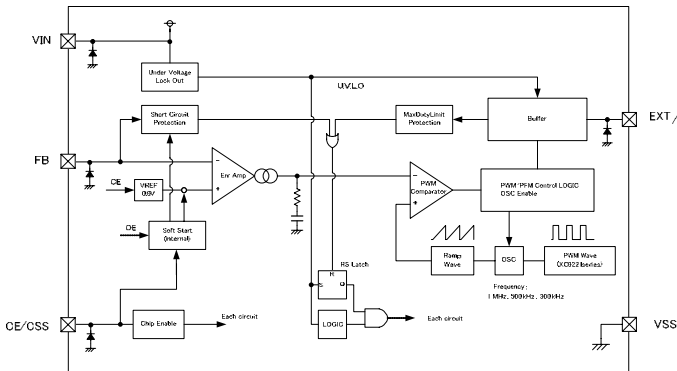 VIN
Under Voltage
Lock Out
U.V.L.O
Short Circuit
Protection
MaxDutyLimit
Protection
Buffer
EXT/
FB
CE
VREF
0.9V
Err Amp
PWM
Comparator
PWM/PFM Control LOGIC
OSC Enable
CE
Soft Start
(internal)
RS Latch
R
S
Q
Ramp
Wave
OSC
PWM Wave
Frequency:
1 MHz, 500kHz, 300kHz
CE/CSS
Chip Enable
Each circuit
LOGIC
Each circuit
VSS